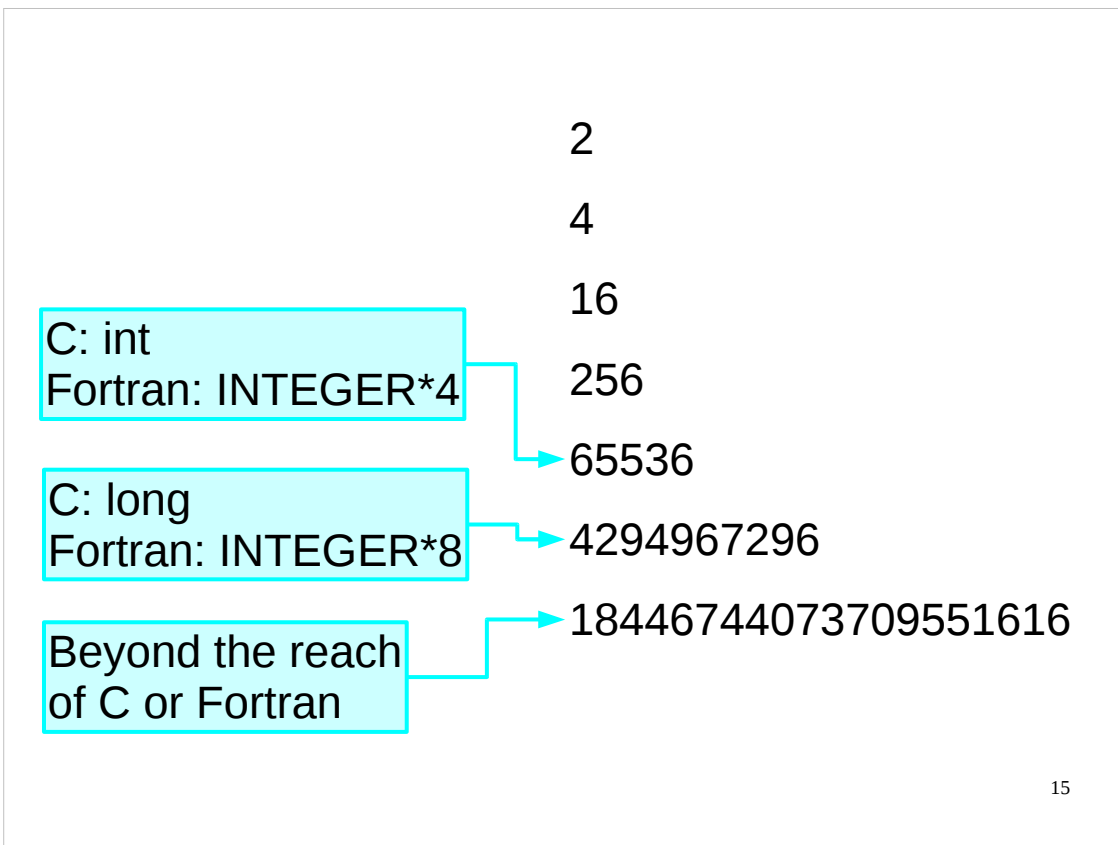 2
4
16
C: int
Fortran: INTEGER*4
256
65536
C: long
Fortran: INTEGER*8
4294967296
18446744073709551616
Beyond the reach
of C or Fortran
15